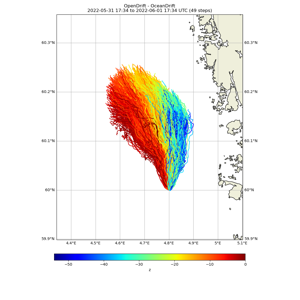 OpenDrift - OceanDrift
2022-05-31 17:34 to 2022-06-01 17:34 UTC (49 steps)
60.3°N
60.3°N
60.2°N
60.2°N
60.1°N
60.1°N
60°N
60°N
59.9°N
59.9°N
4.4°E 4.5°E 4.6°E 4.7°E 4.8°E 4.9°E 5°E 5.1°E
−50 −40 −30 −20 −10 0
z